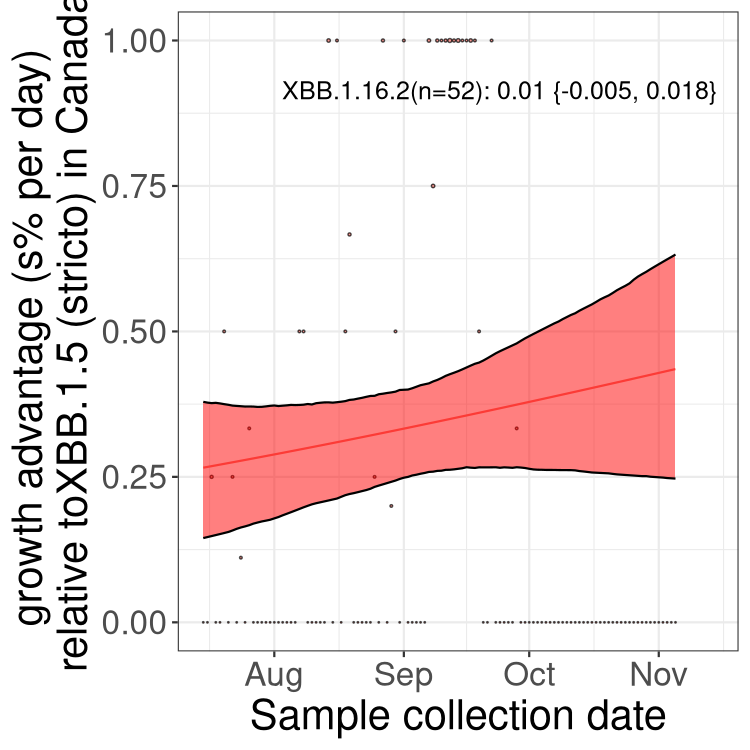 growth advantage (s% per day)
relative toXBB.1.5 (stricto) in Canada
1.00
0.75
0.50
0.25
0.00
XBB.1.16.2(n=52): 0.01 {-0.005, 0.018}
Aug Sep Oct Nov
Sample collection date